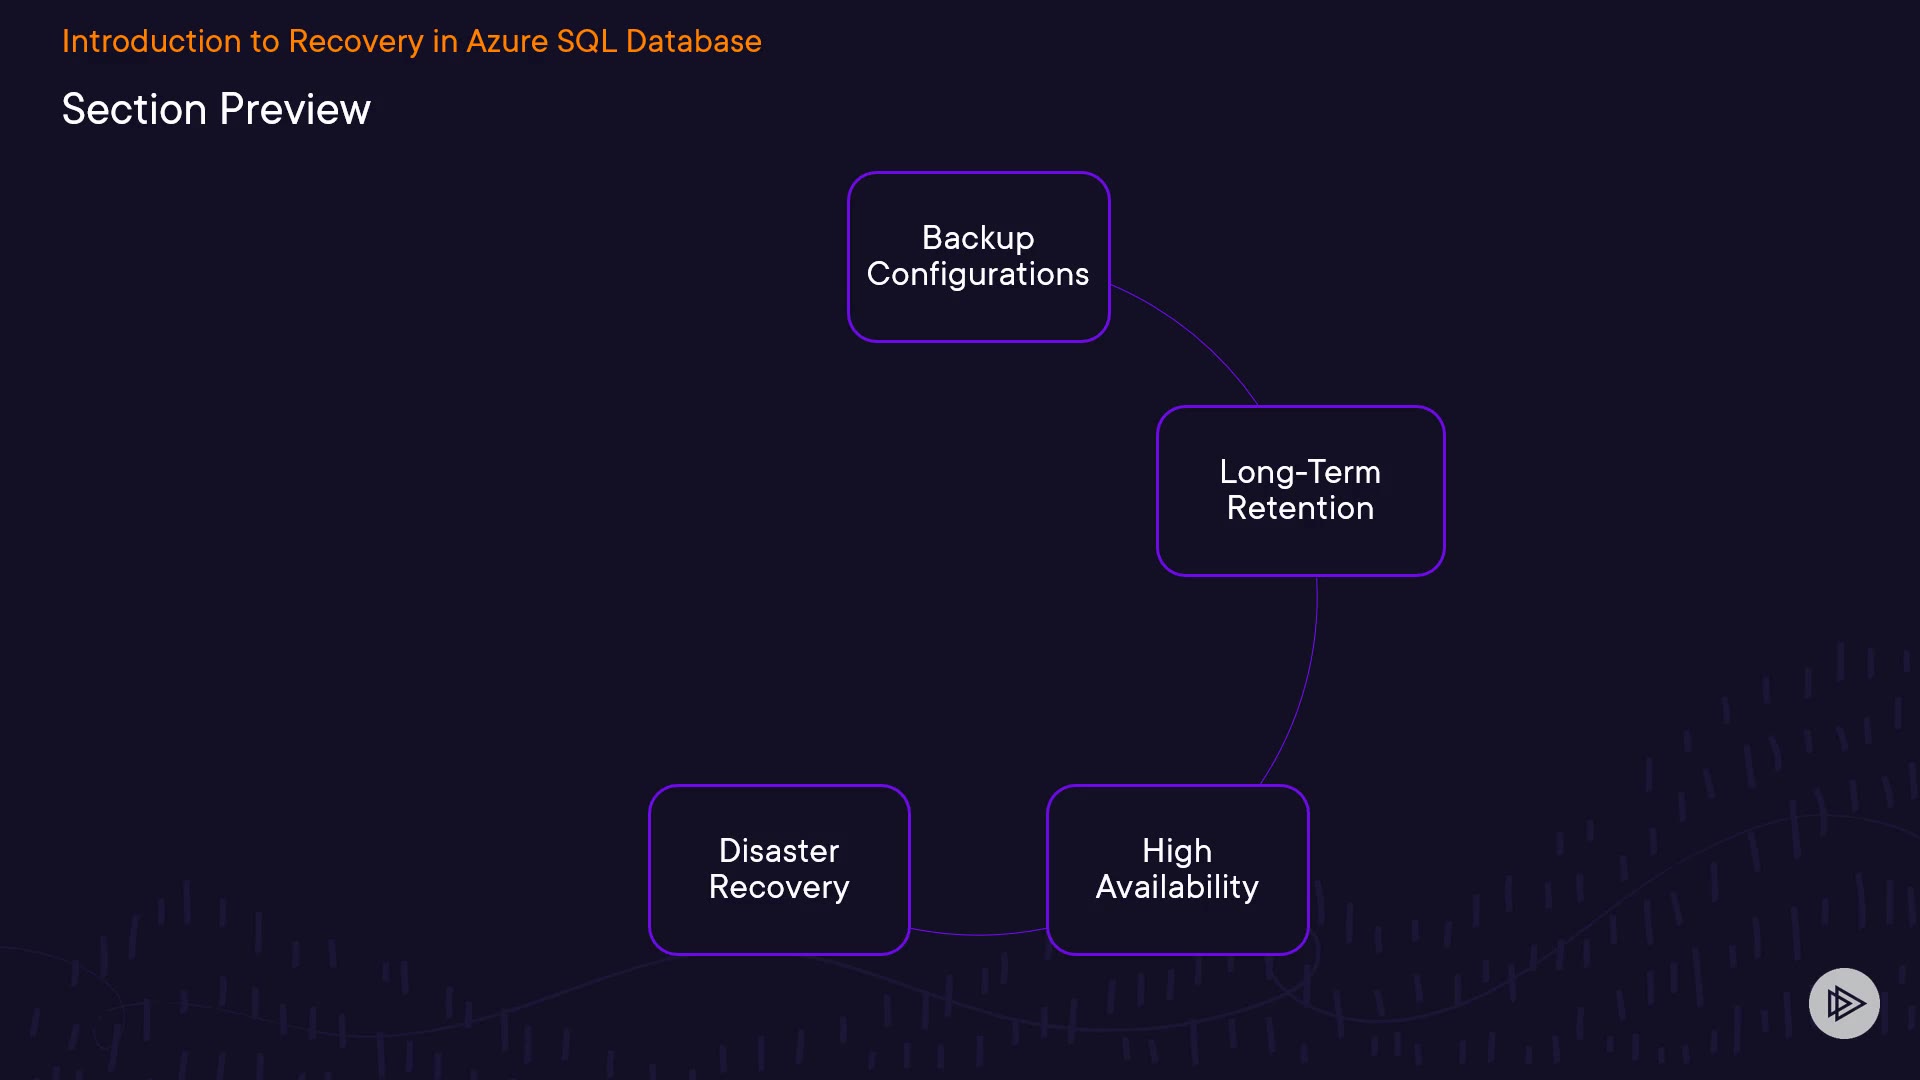 Introduction to Recovery in Azure SQL Database
Section Preview
Backup
Configurations
Long-Term
Retention
High
Availability
Disaster
Recovery